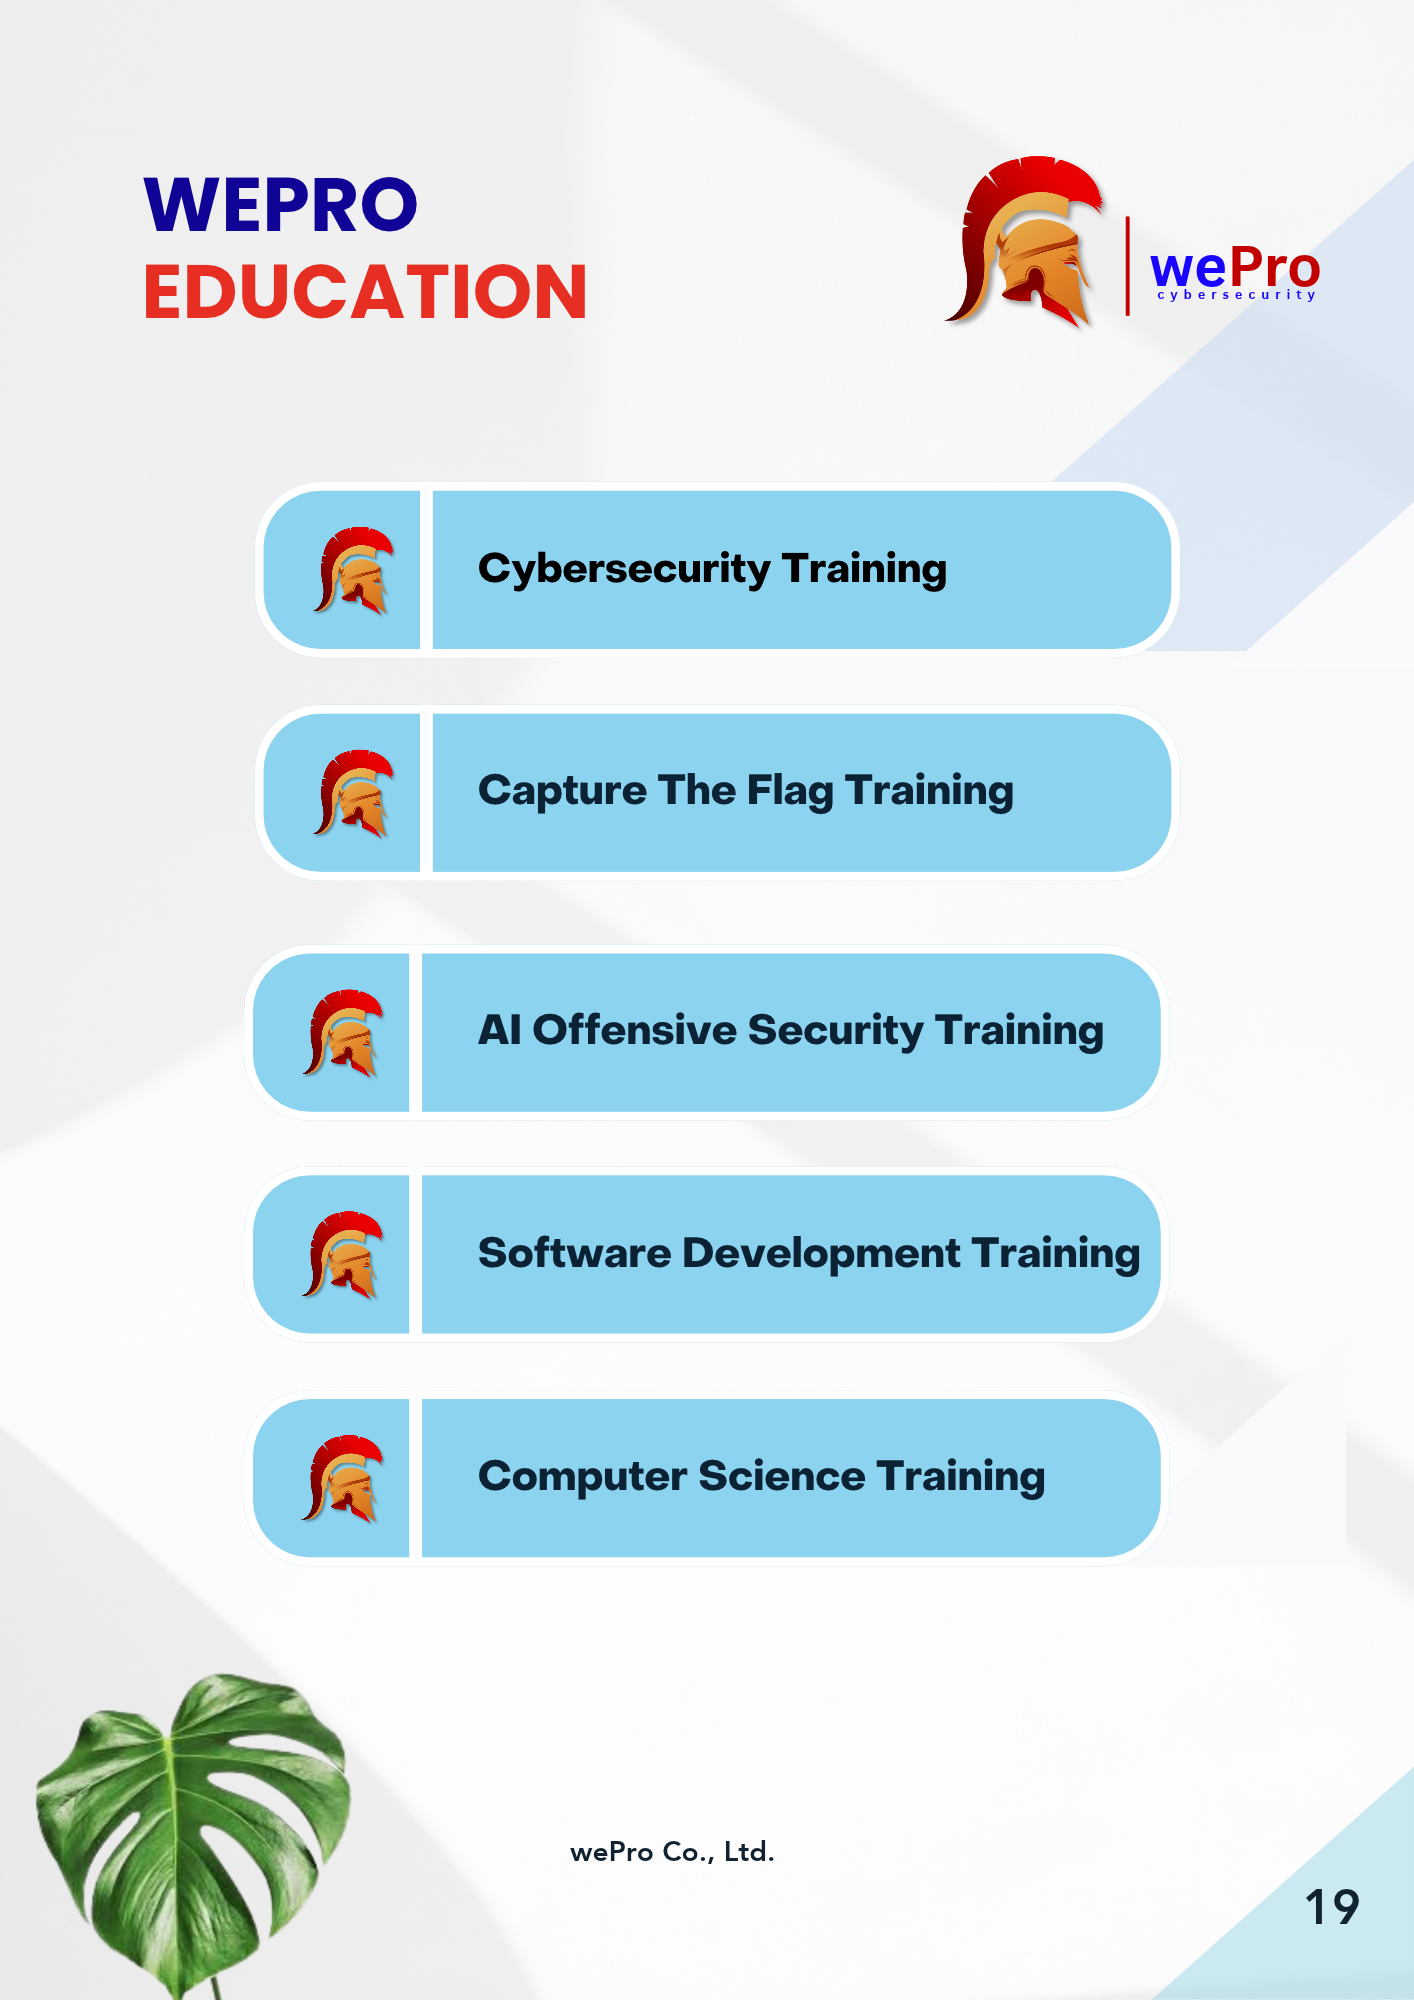 WEPRO
EDUCATION
wePro
cybersecurity
Cybersecurity Training
Capture The Flag Training
AI Offensive Security Training
Software Development Training
Computer Science Training
wePro Co., Ltd.
19